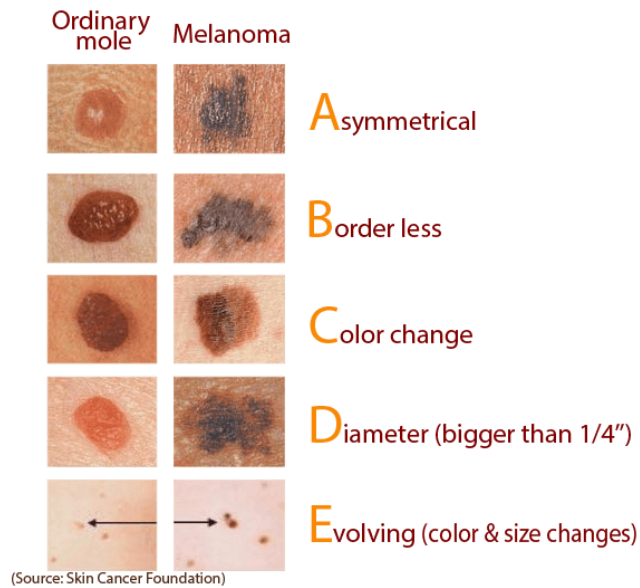 Ordinary
mole
Melanoma
Asymmetrical
Border less
Color change
Diameter (bigger than 1/4”)
Evolving (color & size changes)
(Source: Skin Cancer Foundation)